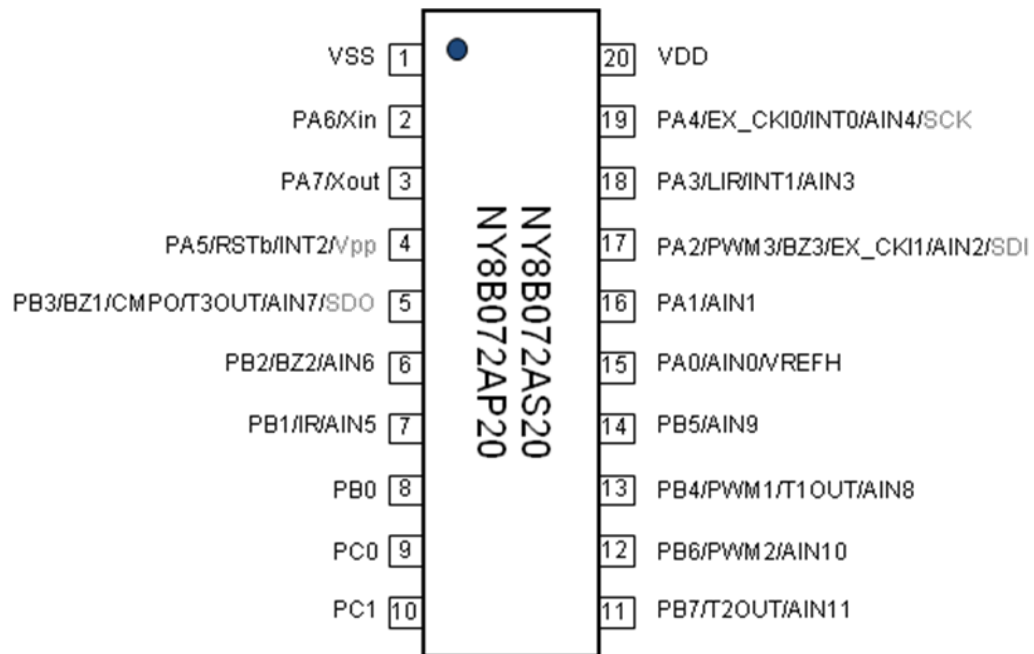 VSS 1 20 VDD
PA6/Xin 2 19 PA4/EX_CKI0/INT0/AIN4/SCK
PA7/Xout 3 18 PA3/LIR/INT1/AIN3
PA5/RSTb/INT2/Vpp 4 17 PA2/PWM3/BZ3/EX_CKI1/AIN2/SDI
PB3/BZ1/CMPO/T3OUT/AIN7/SDO 5 16 PA1/AIN1
PB2/BZ2/AIN6 6 15 PA0/AIN0/VREFH
PB1/IR/AIN5 7 14 PB5/AIN9
PB0 8 13 PB4/PWM1/T1OUT/AIN8
PC0 9 12 PB6/PWM2/AIN10
PC1 10 11 PB7/T2OUT/AIN11
NY8B072AS20
NY8B072AP20